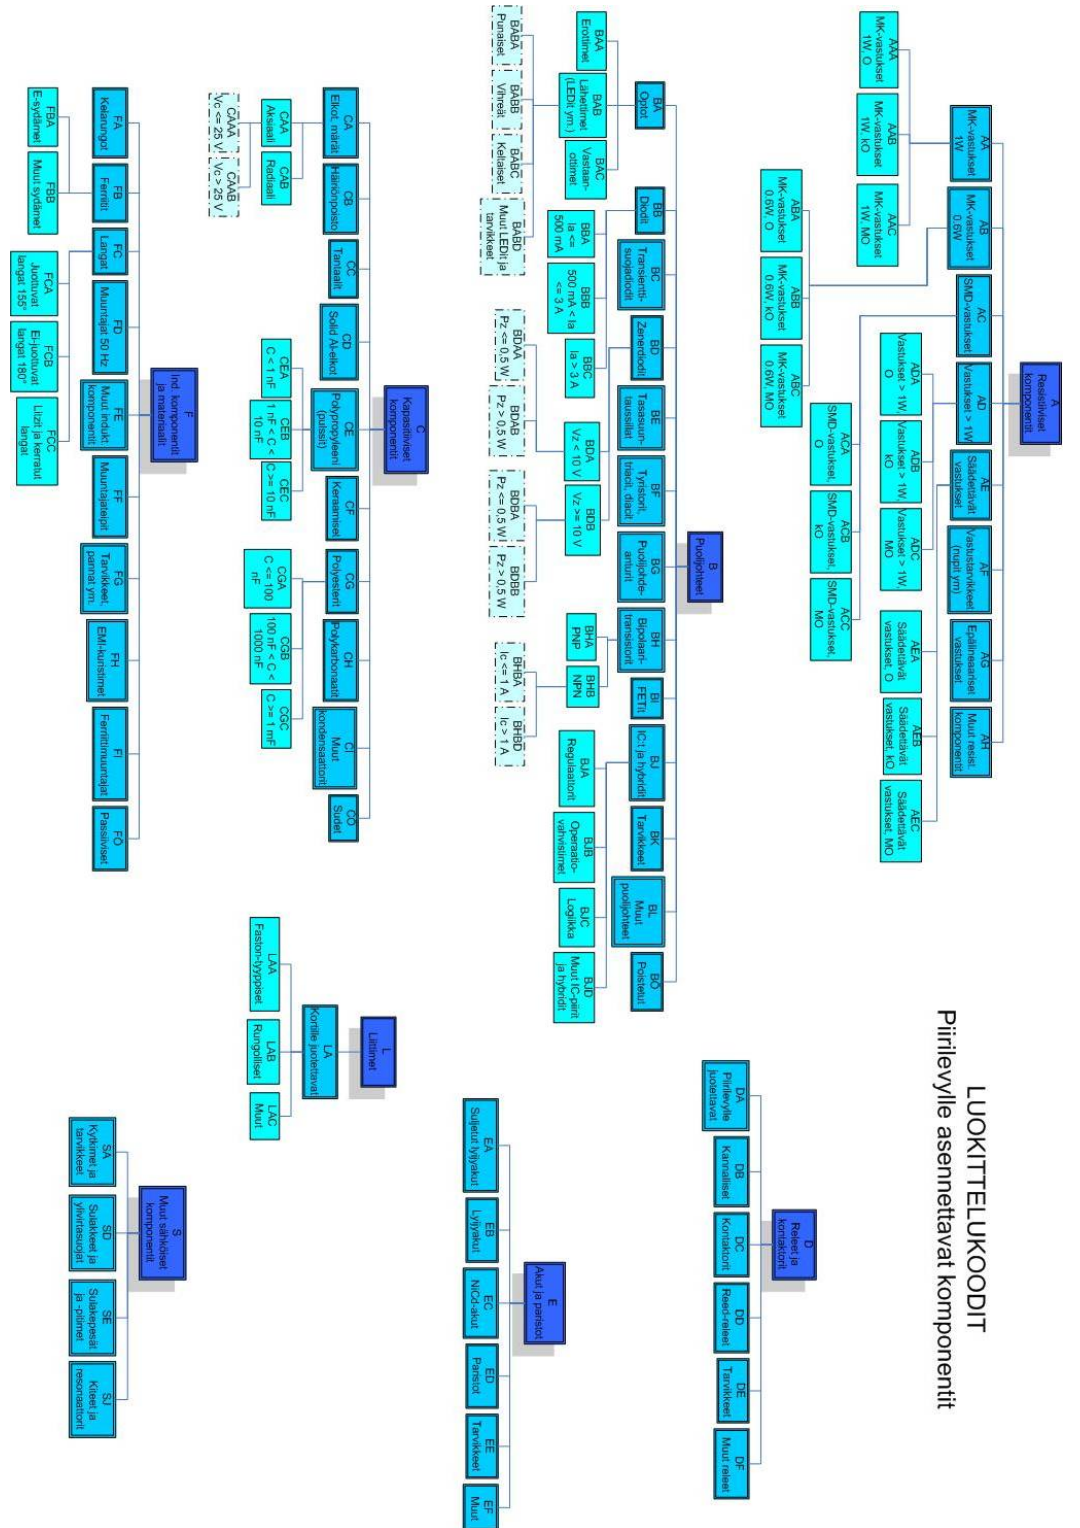 LUOKITTELUKOODIT
Piirilevylle asennettavat komponentit
A
Resistiiviset
komponentit
AA
MK-vastukset
1W
AB
MK-vastukset
0.6W
AC
SMD-vastukset
AD
Vastukset > 1W
AE
Säädettävät
vastukset
AF
Vastustarvikkeet
(nupit ym)
AG
Epälineaariset
vastukset
AH
Muut resist.
komponentit
AAA
MK-vastukset
1W, O
AAB
MK-vastukset
1W, kO
AAC
MK-vastukset
1W, MO
ABA
MK-vastukset
0.6W, O
ABB
MK-vastukset
0.6W, kO
ABC
MK-vastukset
0.6W, MO
ACA
SMD-vastukset,
O
ACB
SMD-vastukset,
kO
ACC
SMD-vastukset,
MO
ADA
Vastukset > 1W,
O
ADB
Vastukset > 1W,
kO
ADC
Vastukset > 1W,
MO
AEA
Säädettävät
vastukset, O
AEB
Säädettävät
vastukset, kO
AEC
Säädettävät
vastukset, MO
B
Puolijohteet
BA
Optot
BB
Diodit
BC
Transientti-
suojadiodit
BD
Zenerdiodit
BE
Tasasuun-
taussillat
BF
Tyristorit,
triacit, diacit
BG
Puolijohde-
anturit
BH
Bipolaari-
transistorit
BI
FETit
BJ
IC:t ja hybridit
BK
Tarvikkeet
BL
Muut
puolijohteet
BÖ
Poistetut
BAA
Erottimet
BAB
Lähettimet
(LEDit ym.)
BAC
Vastaan-
ottimet
BABA
Punaiset
BABB
Vihreät
BABC
Keltaiset
BABD
Muut LEDit ja
tarvikkeet
BBA
Ia <=
500 mA
BBB
500 mA < Ia
<= 3 A
BBC
Ia > 3 A
BDA
Vz < 10 V
BDB
Vz >= 10 V
BDAA
Pz <= 0,5 W
BDAB
Pz > 0,5 W
BDBA
Pz <= 0,5 W
BDBB
Pz > 0,5 W
BHA
PNP
BHB
NPN
BHBA
Ic <= 1 A
BHBD
Ic > 1 A
BJA
Regulaattorit
BJB
Operaatio-
vahvistimet
BJC
Logiikka
BJD
Muut IC-piirit
ja hybridit
C
Kapasitiiviset
komponentit
CA
Elkot, märät
CB
Häiriönpoisto
CC
Tantaalit
CD
Solid Al-elkot
CE
Polypropyleeni
(pulssit)
CF
Keraamiset
CG
Polyesterit
CH
Polykarbonaatit
CI
Muut
kondensaattorit
CÖ
Sudet
CAA
Aksiaali
CAB
Radiaali
CAAA
Vc <= 25 V
CAAB
Vc > 25 V
CEA
C < 1 nF
CEB
1 nF < C <
10 nF
CEC
C >= 10 nF
CGA
C <= 100
nF
CGB
100 nF < C <
1000 nF
CGC
C >= 1 mF
F
Ind. komponentit
ja materiaalit
FA
Kelarungot
FB
Ferriitit
FC
Langat
FD
Muuntajat 50 Hz
FE
Muut indukt.
komponentit
FF
Muuntajateipit
FG
Tarvikkeet,
pannat ym.
FH
EMI-kuristimet
FI
Ferriittimuuntajat
FÖ
Passiiviset
FBA
E-sydämet
FBB
Muut sydämet
FCA
Juottuvat
langat 155°
FCB
Ei-juottuvat
langat 180°
FCC
Litzit ja kerratut
langat
D
Releet ja
kontaktorit
DA
Piirilevylle
juotettavat
DB
Kannalliset
DC
Kontaktorit
DD
Reed-releet
DE
Tarvikkeet
DF
Muut releet
E
Akut ja paristot
EA
Suljetut lyijyakut
EB
Lyijyakut
EC
NiCd-akut
ED
Paristot
EE
Tarvikkeet
EF
Muut
L
Liittimet
LA
Kortille juotettavat
LAA
Faston-tyyppiset
LAB
Rungolliset
LAC
Muut
S
Muut sähköiset
komponentit
SA
Kytkimet ja
tarvikkeet
SD
Sulakkeet ja
ylivirtasuojat
SE
Sulakepesät
ja -pitimet
SJ
Kiteet ja
resonaattorit